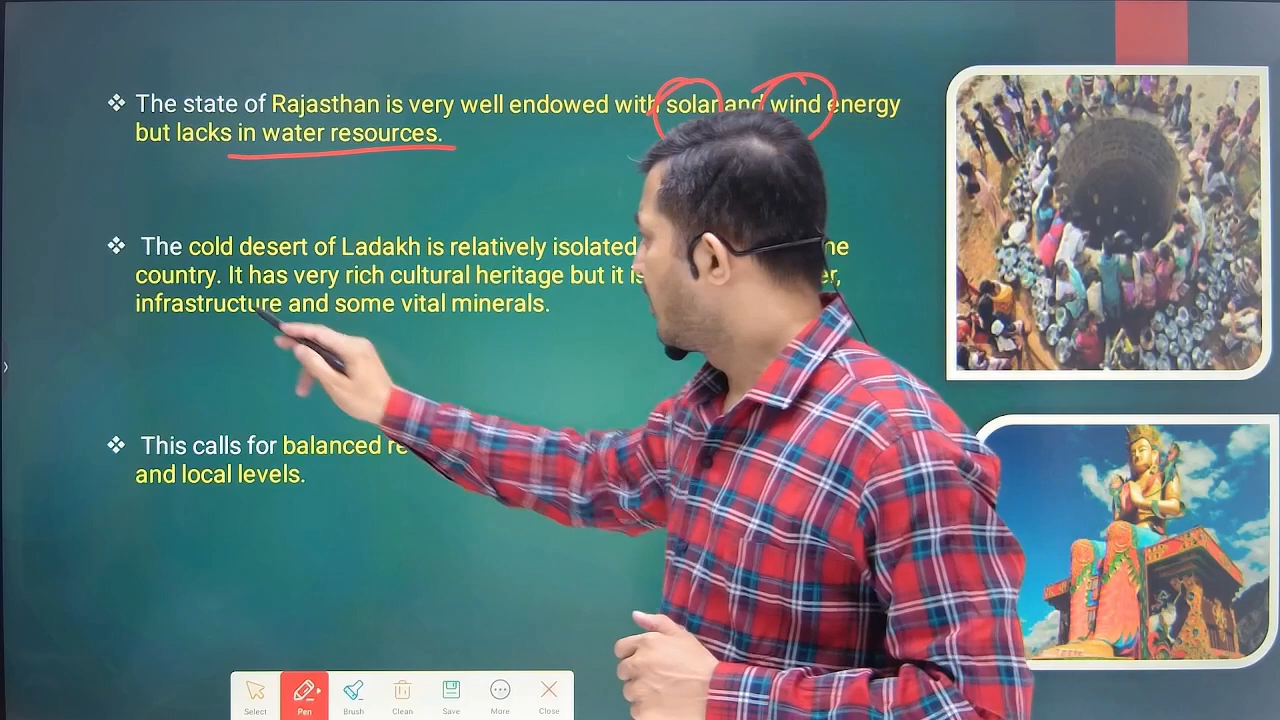 ❖ The state of Rajasthan is very well endowed with solar and wind energy
but lacks in water resources.
❖ The cold desert of Ladakh is relatively isolated he
country. It has very rich cultural heritage but it is
infrastructure and some vital minerals.
❖ This calls for balanced
and local levels.
Select Pen Brush Clean Save More Close